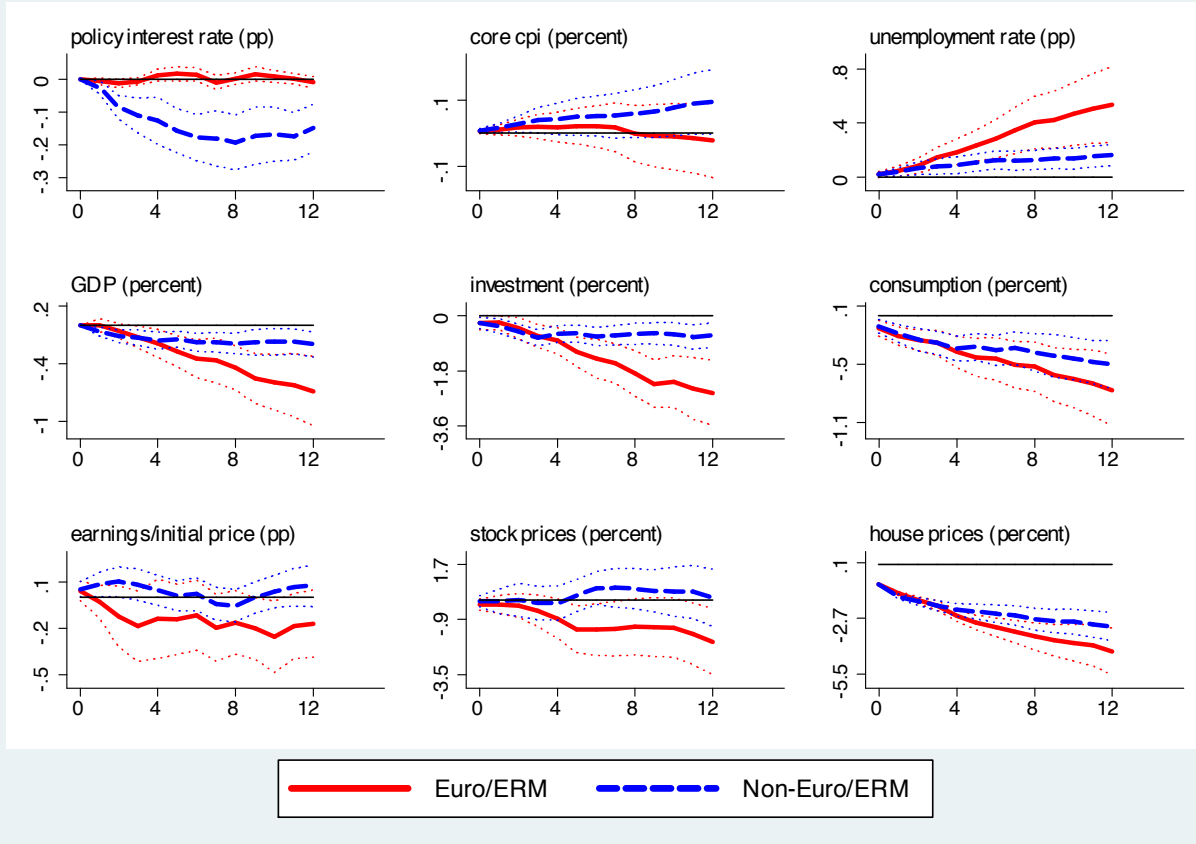 policy interest rate (pp)
0
-.1
-.2
-.3
0 4 8 12
core cpi (percent)
.1
-.1
0 4 8 12
unemployment rate (pp)
.8
.4
0
0 4 8 12
GDP (percent)
.2
-.4
-1
0 4 8 12
investment (percent)
0
-1.8
-3.6
0 4 8 12
consumption (percent)
.1
-.5
-1.1
0 4 8 12
earnings/initial price (pp)
.1
-.2
-.5
0 4 8 12
stock prices (percent)
1.7
-.9
-3.5
0 4 8 12
house prices (percent)
.1
-2.7
-5.5
0 4 8 12
Euro/ERM
Non-Euro/ERM